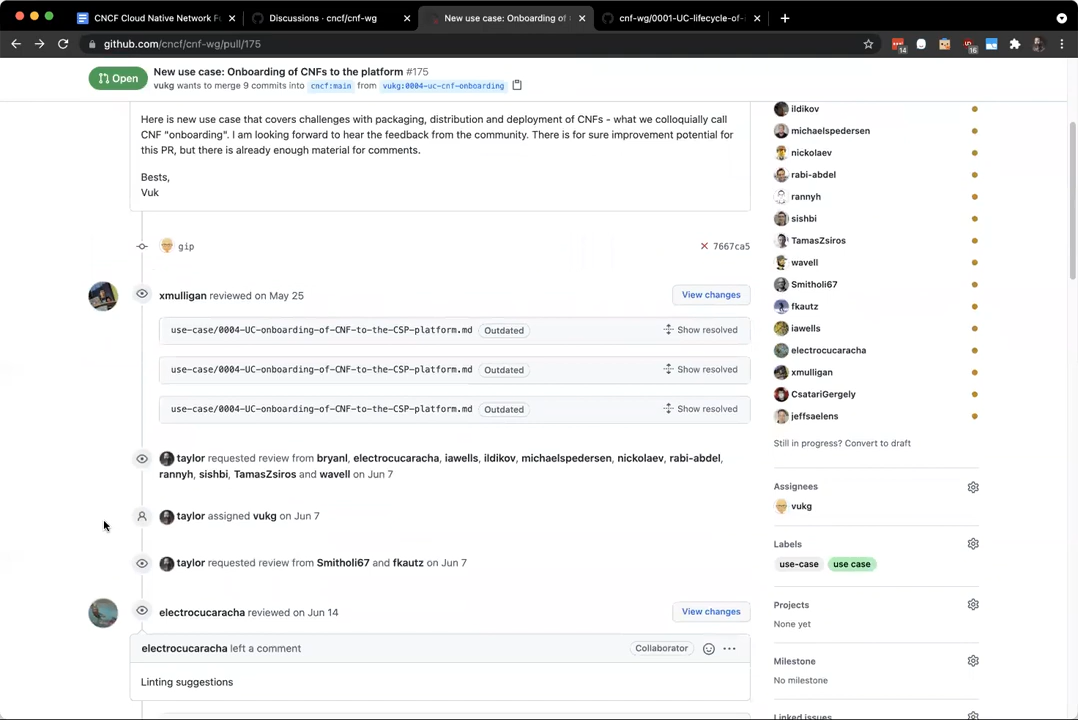 CNCF Cloud Native Network F
Discussions · cncf/cnf-wg
New use case: Onboarding of
cnf-wg/0001-UC-lifecycle-of-
github.com/cncf/cnf-wg/pull/175
14
16
Open
New use case: Onboarding of CNFs to the platform #175
vukg wants to merge 9 commits into cncf:main from vukg:0004-uc-cnf-onboarding
Here is new use case that covers challenges with packaging, distribution and deployment of CNFs - what we colloquially call
CNF "onboarding". I am looking forward to hear the feedback from the community. There is for sure improvement potential for
this PR, but there is already enough material for comments.
Bests,
Vuk
gip
7667ca5
xmulligan reviewed on May 25
View changes
use-case/0004-UC-onboarding-of-CNF-to-the-CSP-platform.md Outdated
Show resolved
use-case/0004-UC-onboarding-of-CNF-to-the-CSP-platform.md Outdated
Show resolved
use-case/0004-UC-onboarding-of-CNF-to-the-CSP-platform.md Outdated
Show resolved
taylor requested review from bryanl, electrocucaracha, iawells, ildikov, michaelspedersen, nickolaev, rabi-abdel,
rannyh, sishbi, TamasZsiros and wavell on Jun 7
taylor assigned vukg on Jun 7
taylor requested review from Smitholi67 and fkautz on Jun 7
electrocucaracha reviewed on Jun 14
View changes
electrocucaracha left a comment
Collaborator
Linting suggestions
ildikov
michaelspedersen
nickolaev
rabi-abdel
rannyh
sishbi
TamasZsiros
wavell
Smitholi67
fkautz
iawells
electrocucaracha
xmulligan
CsatariGergely
jeffsaelens
Still in progress? Convert to draft
Assignees
vukg
Labels
use-case
use case
Projects
None yet
Milestone
No milestone
Linked issues